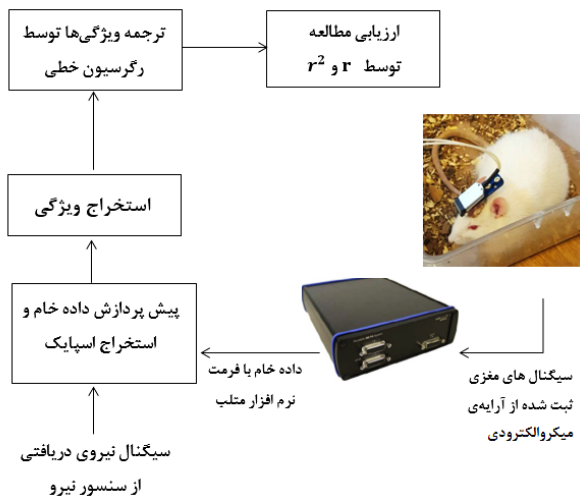 ترجمه ویژگی‌ها توسط
رگرسیون خطی
ارزیابی مطالعه
توسط r و r²
استخراج ویژگی
پیش پردازش داده خام و
استخراج اسپایک
داده خام با فرمت
نرم افزار متلب
سیگنال های مغزی
ثبت شده از آرایه‌ی
میکروالکترودی
سیگنال نیروی دریافتی
از سنسور نیرو